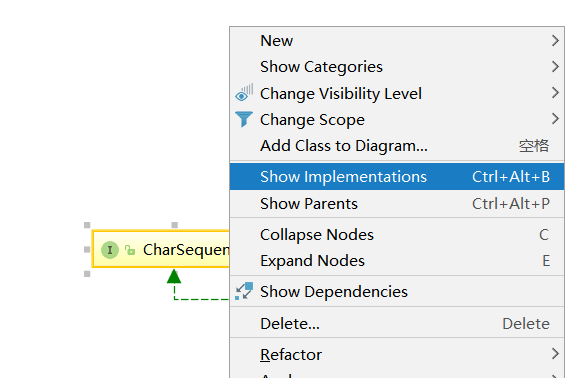 New
Show Categories
Change Visibility Level
Change Scope
Add Class to Diagram... 空格
Show Implementations Ctrl+Alt+B
Show Parents Ctrl+Alt+P
I CharSequen
Collapse Nodes C
Expand Nodes E
Show Dependencies
Delete... Delete
Refactor